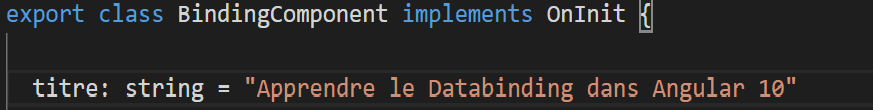 export class BindingComponent implements OnInit {
titre: string = "Apprendre le Databinding dans Angular 10"